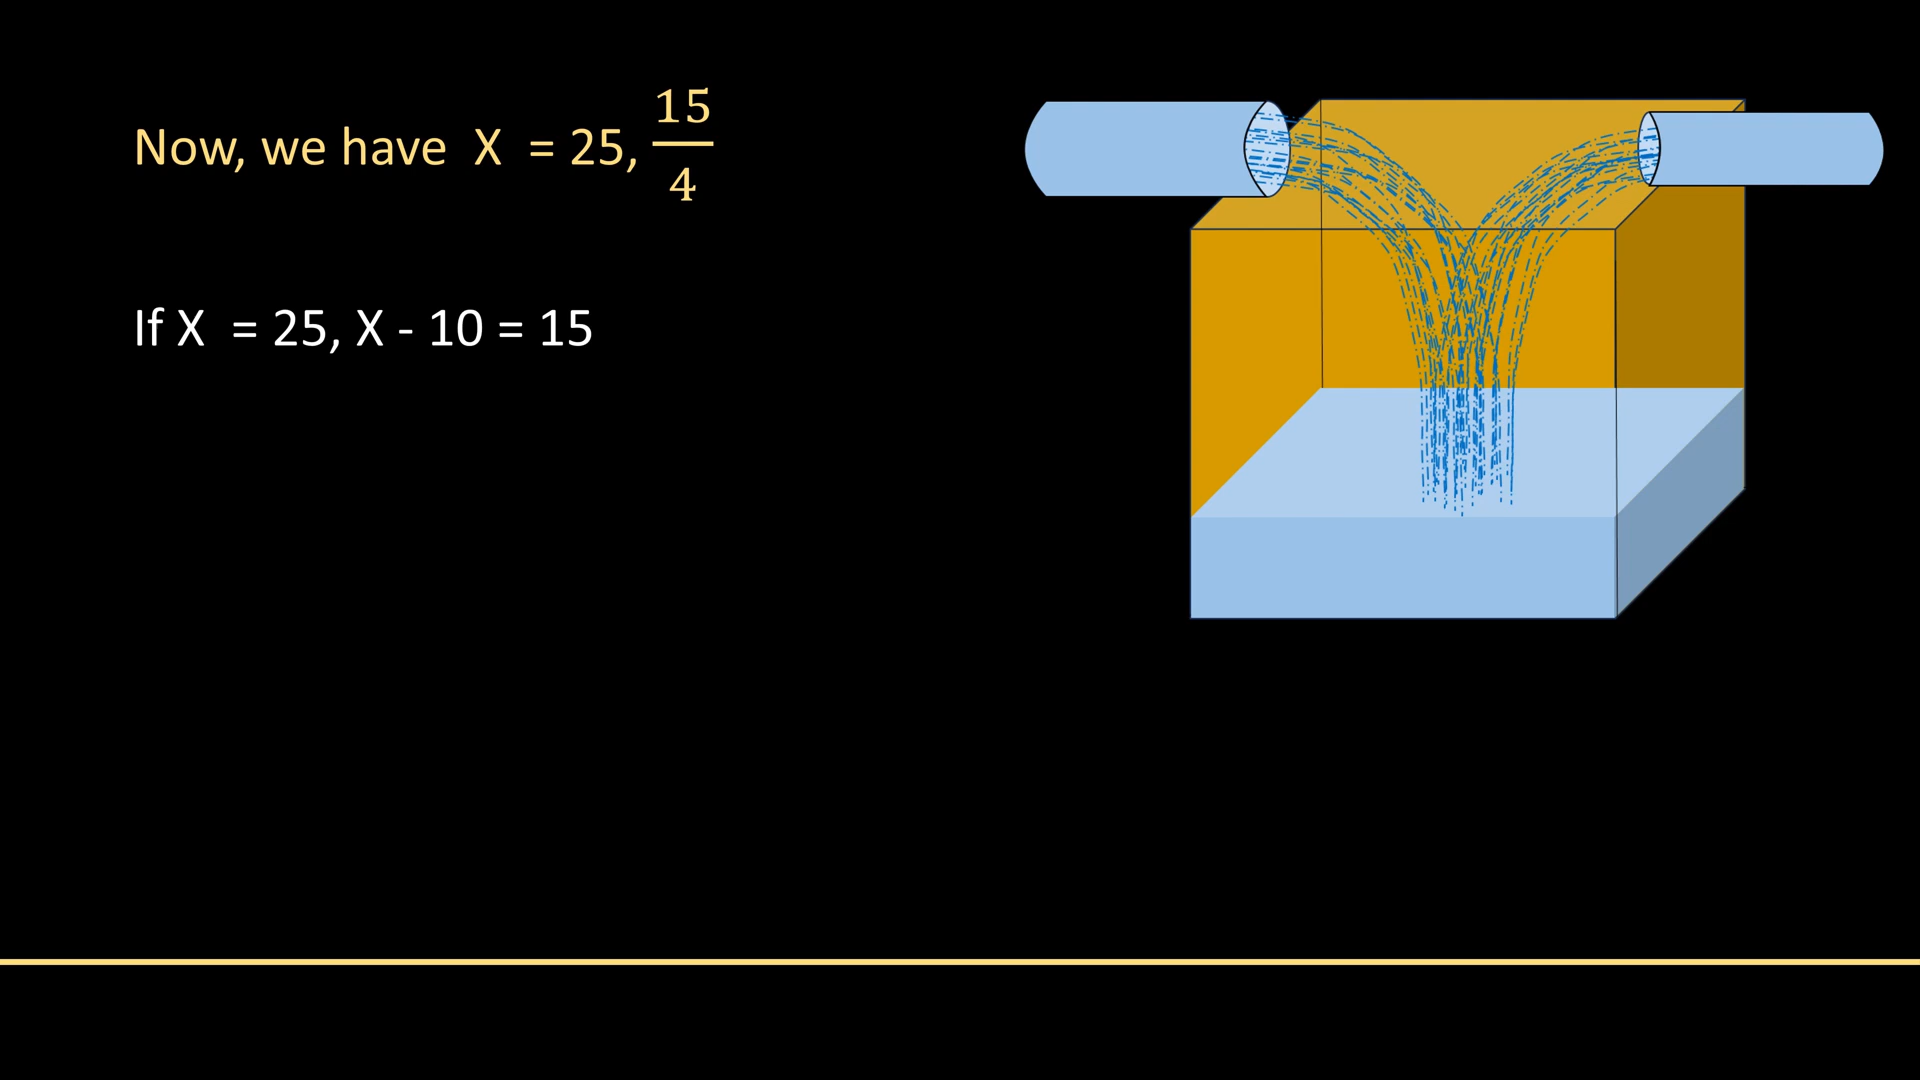 Now, we have X = 25, 15/4
If X = 25, X - 10 = 15